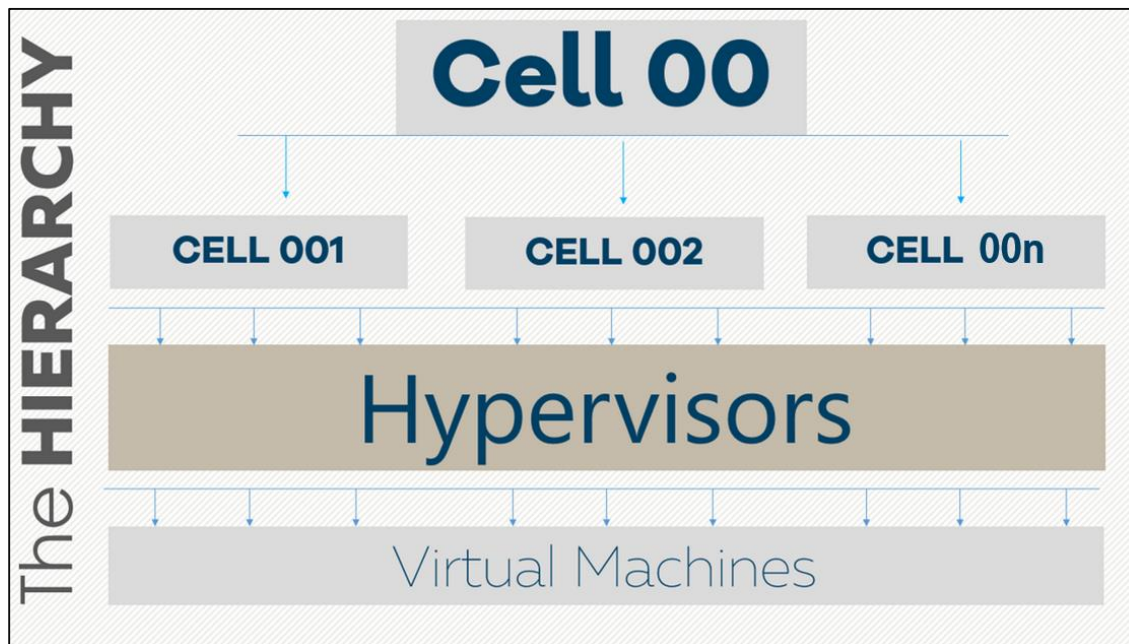 The HIERARCHY
Cell 00
CELL 001
CELL 002
CELL 00n
Hypervisors
Virtual Machines